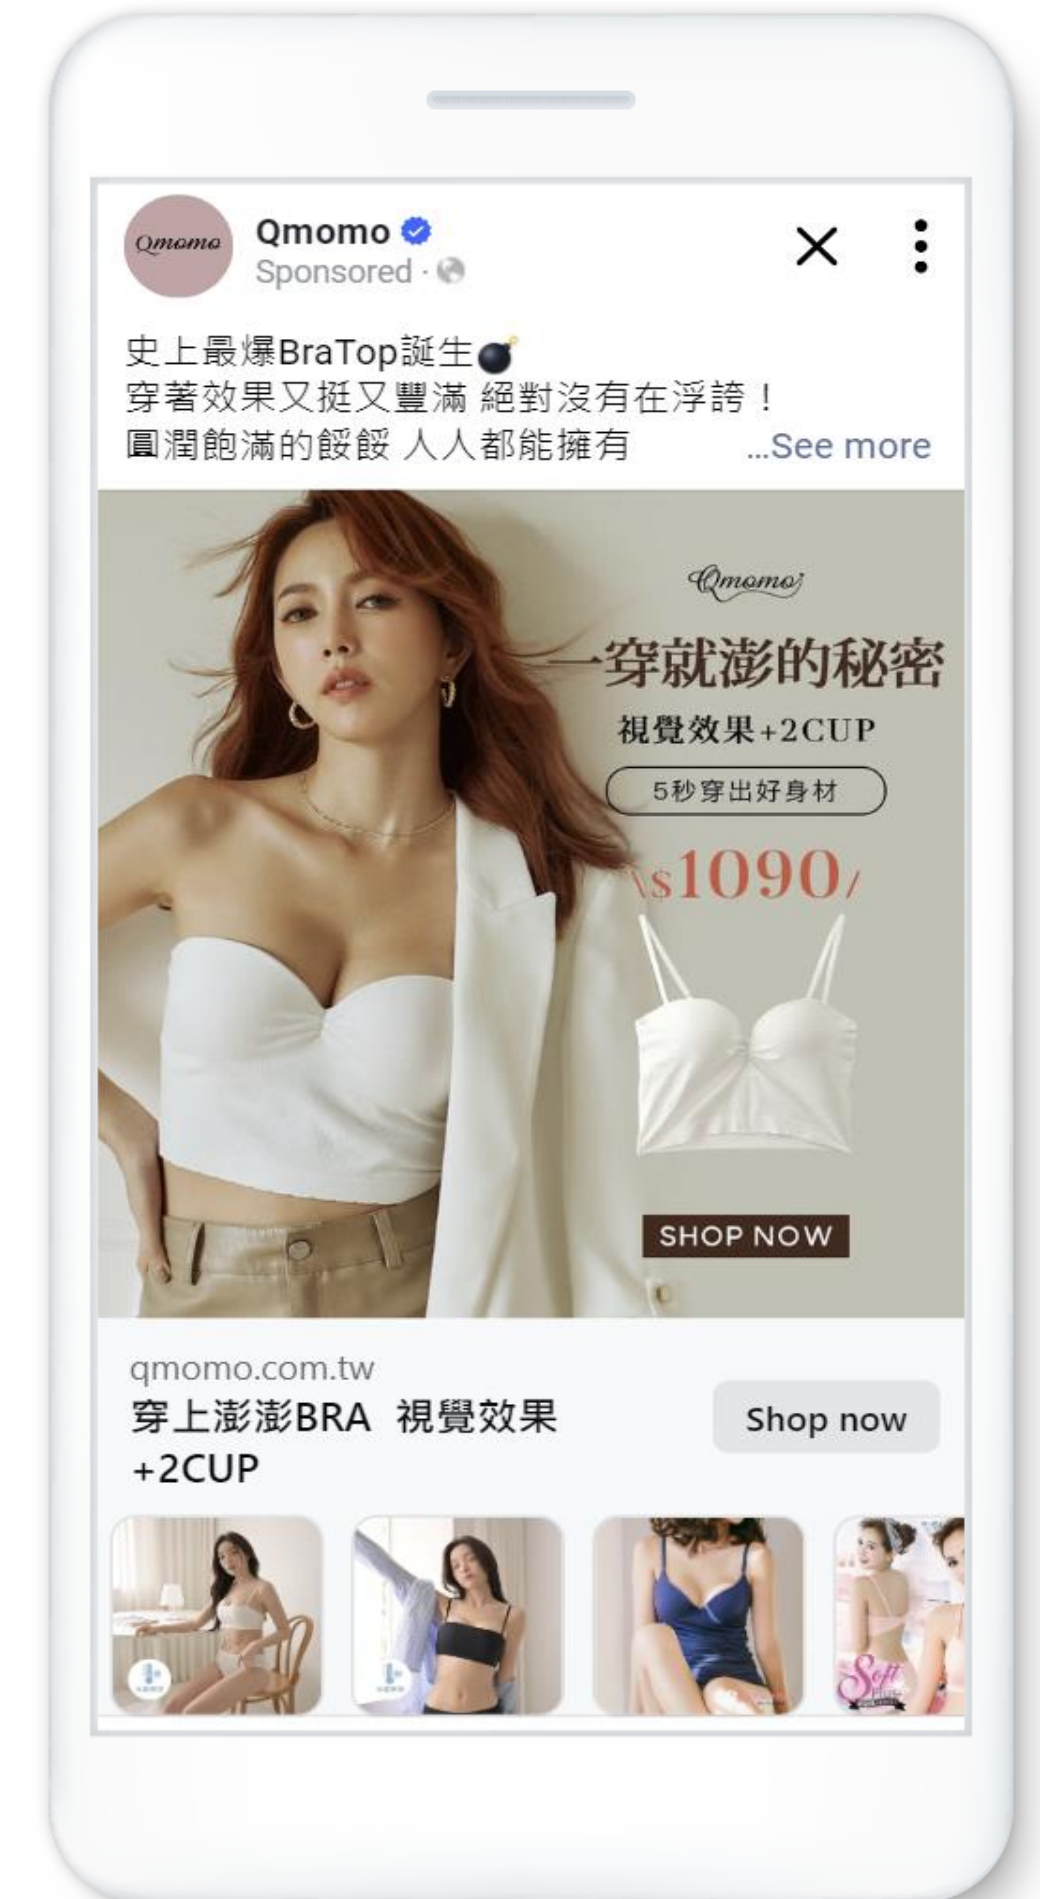 Qmomo
Qmomo
Sponsored ·
史上最爆BraTop誕生💣
穿著效果又挺又豐滿 絕對沒有在浮誇！
圓潤飽滿的餒餒 人人都能擁有 ...See more
Qmomo
一穿就澎的秘密
視覺效果+2CUP
5秒穿出好身材
\$1090/
SHOP NOW
qmomo.com.tw
穿上澎澎BRA 視覺效果
+2CUP
Shop now
Soft